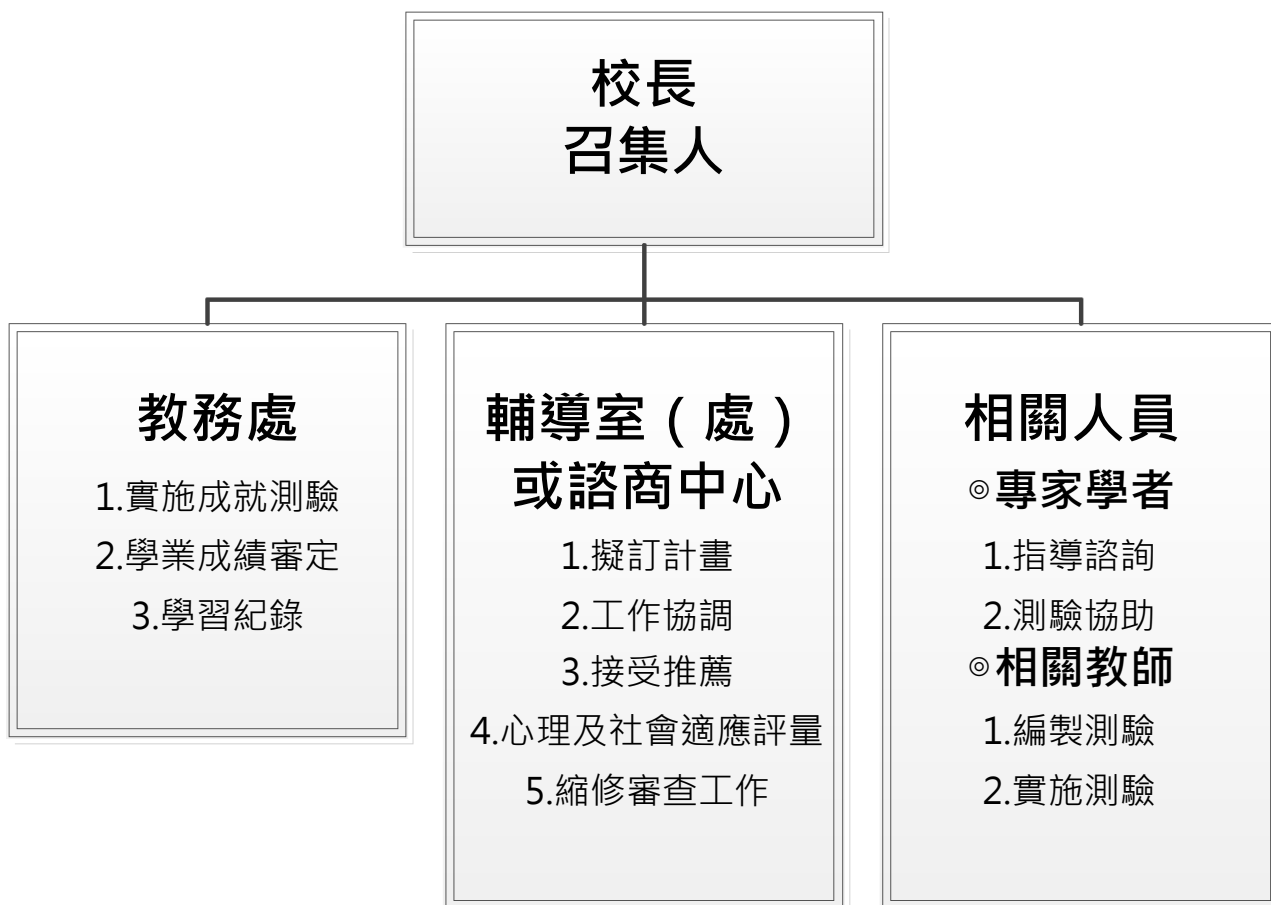 校長
召集人
教務處
1.實施成就測驗
2.學業成績審定
3.學習紀錄
輔導室（處）
或諮商中心
1.擬訂計畫
2.工作協調
3.接受推薦
4.心理及社會適應評量
5.縮修審查工作
相關人員
◎專家學者
1.指導諮詢
2.測驗協助
◎相關教師
1.編製測驗
2.實施測驗